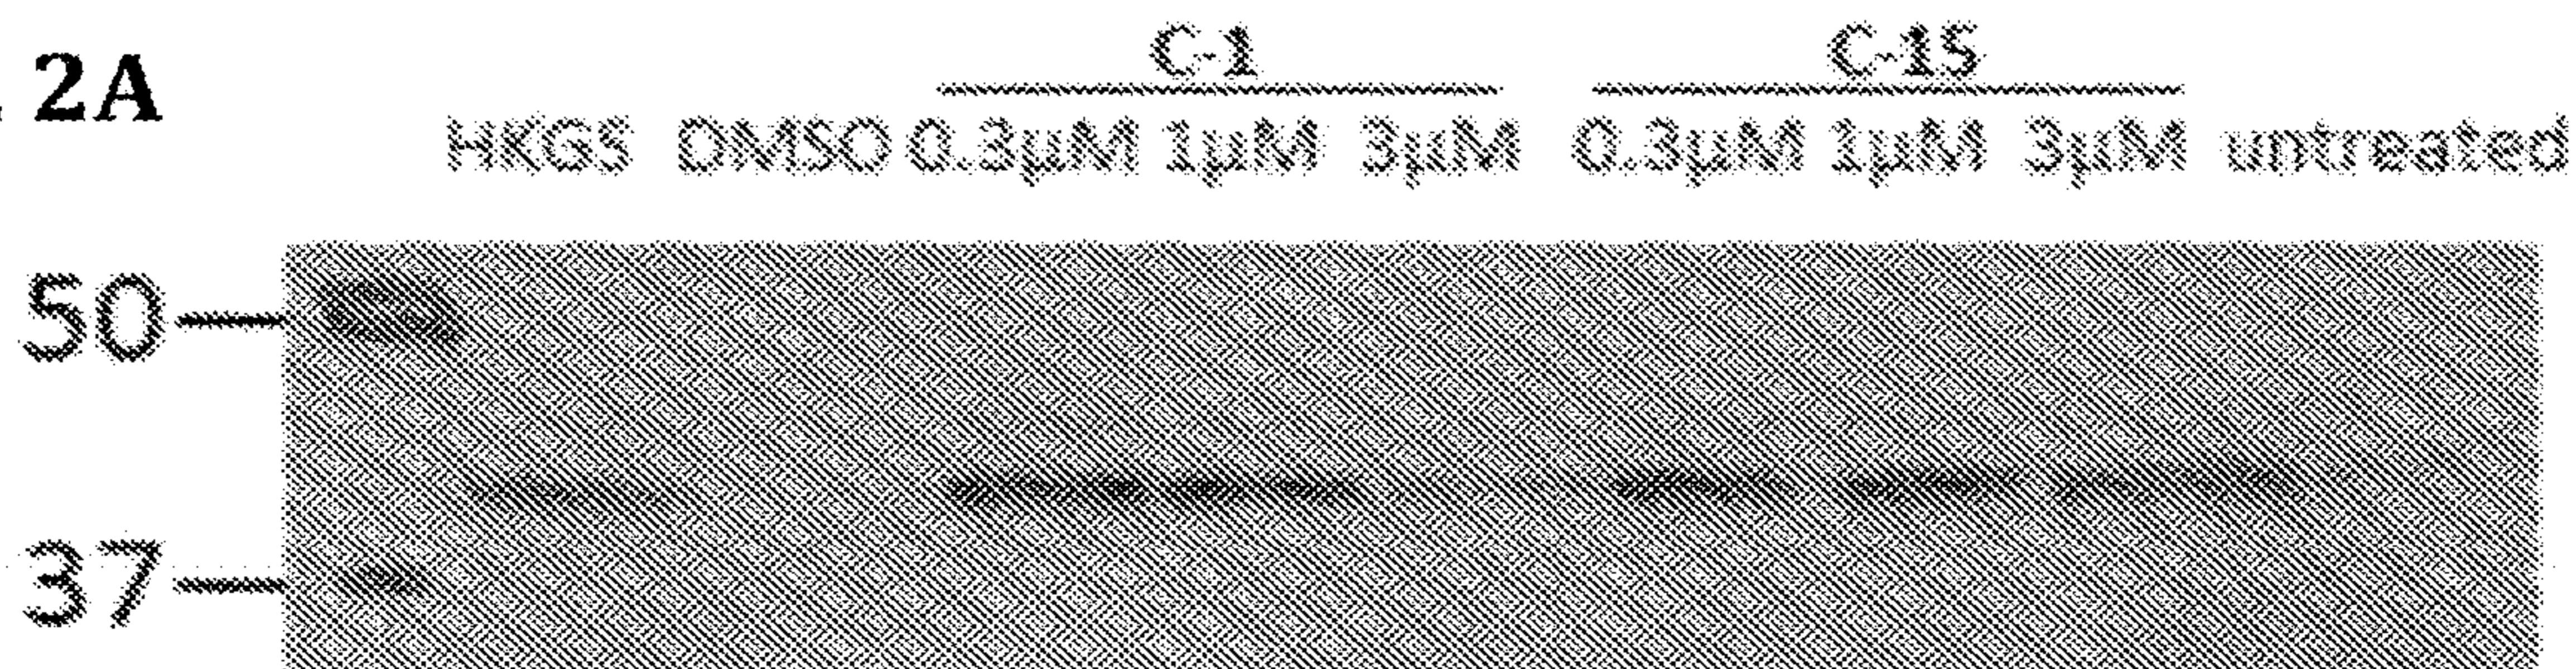 . 2A
C-1 C-15
HKGS DMSO 0.3µM 1µM 3µM 0.3µM 1µM 3µM untreated
50
37